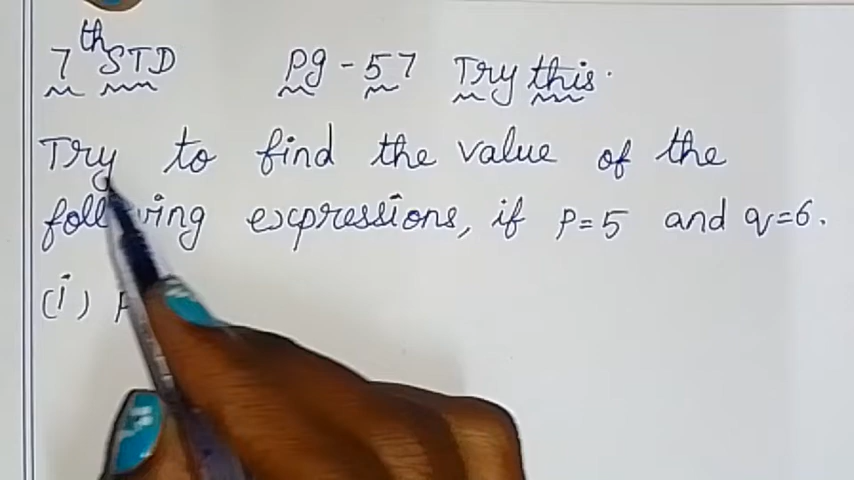 7th STD Pg - 57 Try this.
Try to find the value of the
following expressions, if p=5 and q=6.
(i)